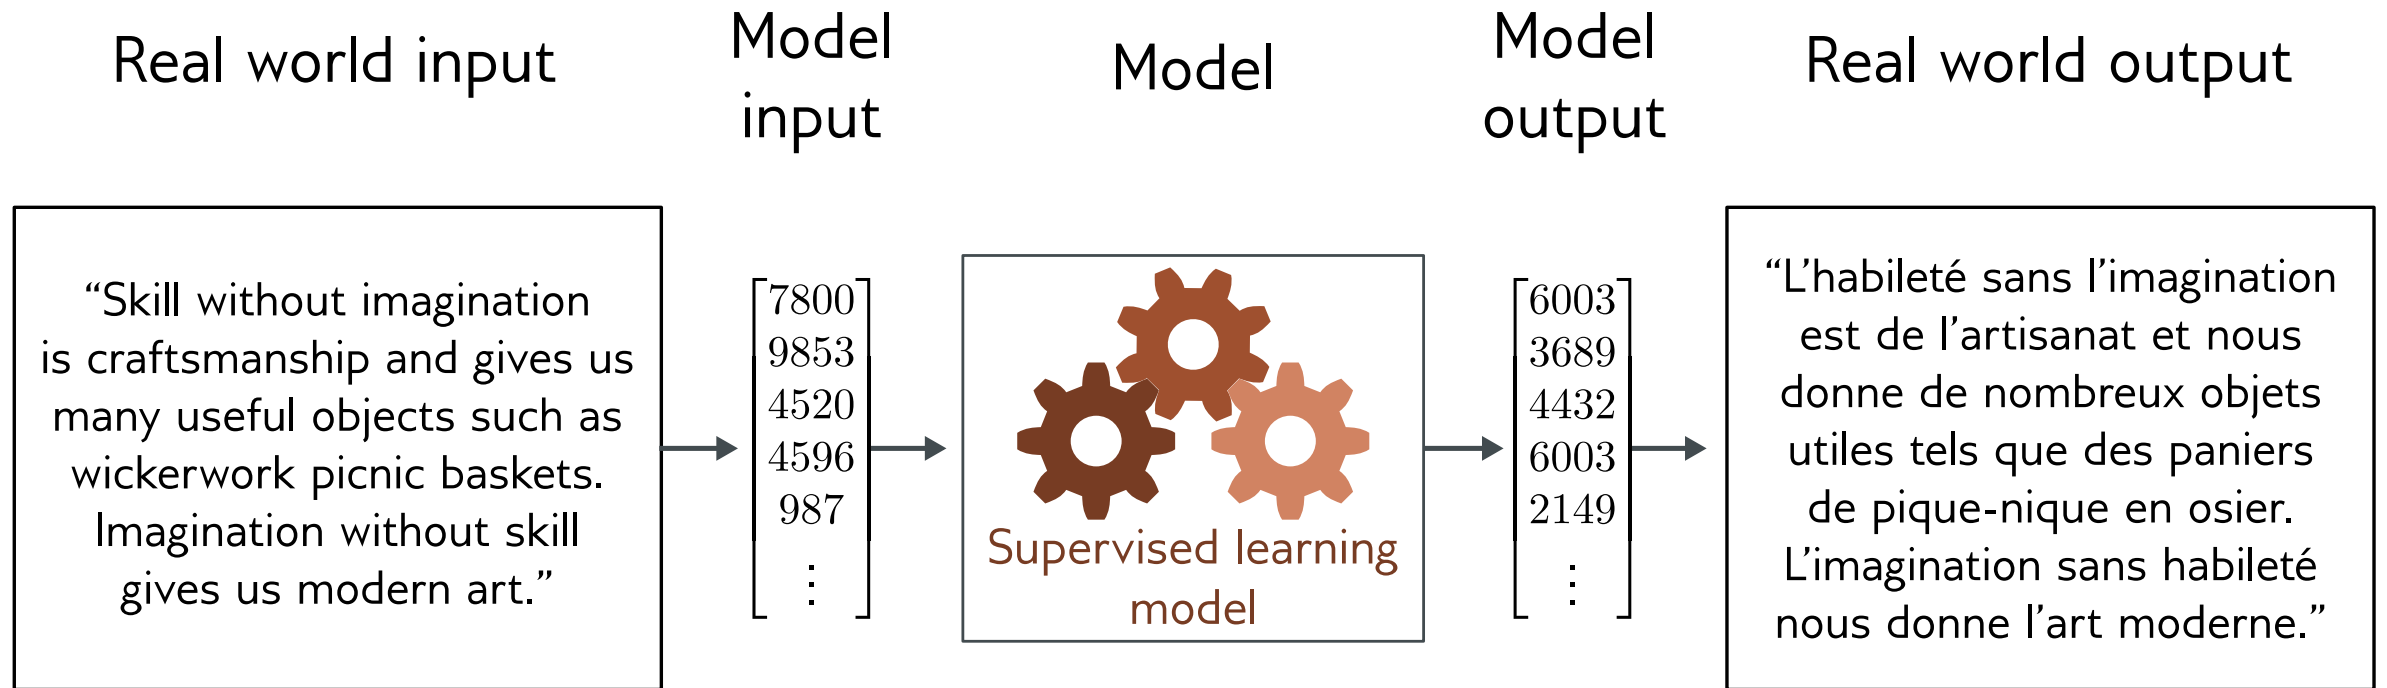 Real world input
Model
input
Model
Model
output
Real world output
“Skill without imagination
is craftsmanship and gives us
many useful objects such as
wickerwork picnic baskets.
Imagination without skill
gives us modern art.”
7800
9853
4520
4596
987
⋮
Supervised learning
model
6003
3689
4432
6003
2149
⋮
“L’habileté sans l’imagination
est de l’artisanat et nous
donne de nombreux objets
utiles tels que des paniers
de pique-nique en osier.
L’imagination sans habileté
nous donne l’art moderne.”